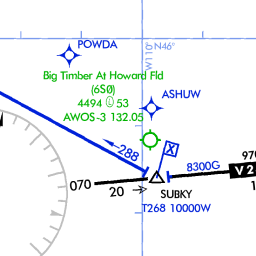 POWDA
W110° N46°
Big Timber At Howard Fld
(6S0)
4494 53
AWOS-3 132.05
ASHUW
288
X
8300G
V 2
070
20
SUBKY
T268 10000W